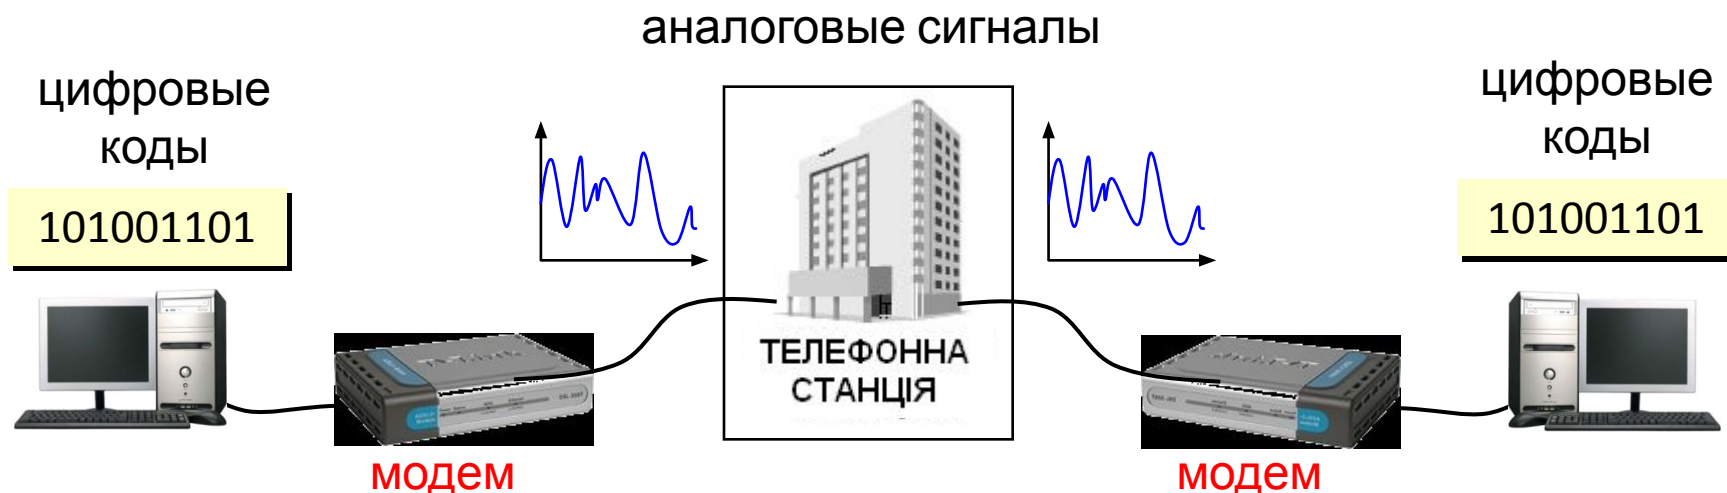 аналоговые сигналы
цифровые
коды
101001101
цифровые
коды
101001101
ТЕЛЕФОННА
СТАНЦІЯ
модем
модем